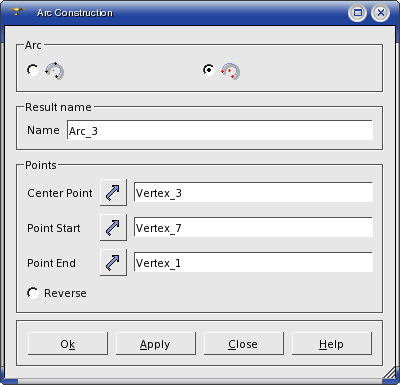 Arc Construction
Arc
Result name
Name Arc_3
Points
Center Point Vertex_3
Point Start Vertex_7
Point End Vertex_1
Reverse
Ok Apply Close Help